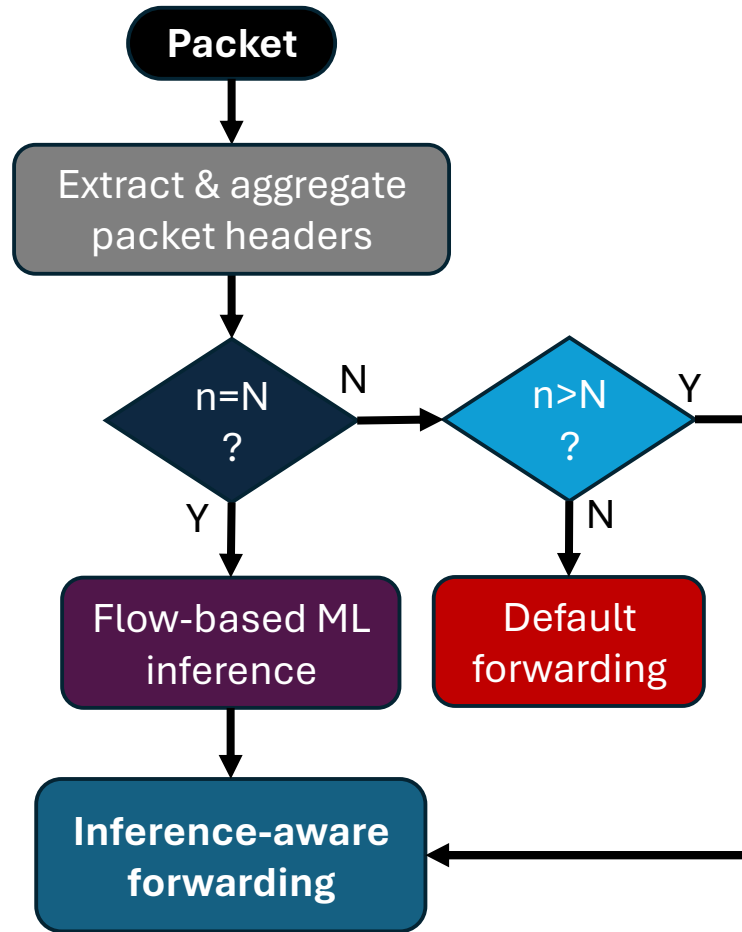 Packet
Extract & aggregate
packet headers
n=N
?
N
n>N
?
Y
Y
N
Flow-based ML
inference
Default
forwarding
Inference-aware
forwarding